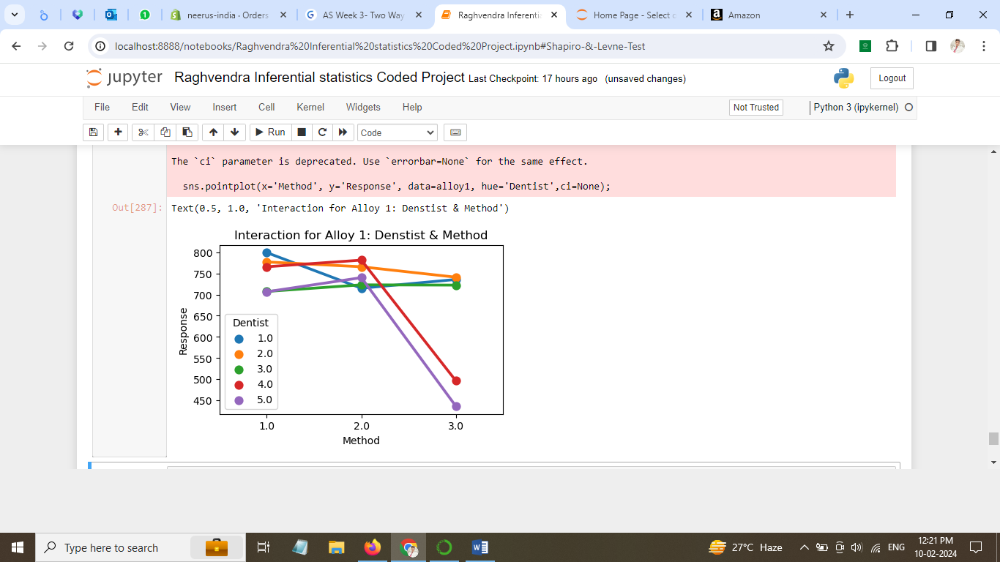 neerus-india · Orders
AS Week 3- Two Way
Raghvendra Inferenti
Home Page - Select
Amazon
localhost:8888/notebooks/Raghvendra%20Inferential%20statistics%20Coded%20Project.ipynb#Shapiro-&-Levne-Test
jupyter Raghvendra Inferential statistics Coded Project Last Checkpoint: 17 hours ago (unsaved changes)
Logout
File Edit View Insert Cell Kernel Widgets Help
Not Trusted
Python 3 (ipykernel)
Run
Code
The `ci` parameter is deprecated. Use `errorbar=None` for the same effect.
sns.pointplot(x='Method', y='Response', data=alloy1, hue='Dentist',ci=None);
Out[287]: Text(0.5, 1.0, 'Interaction for Alloy 1: Denstist & Method')
Interaction for Alloy 1: Denstist & Method
800
750
700
650
600
550
500
450
Response
Dentist
1.0
2.0
3.0
4.0
5.0
1.0 2.0 3.0
Method
Type here to search
27°C Haze
ENG
12:21 PM
10-02-2024